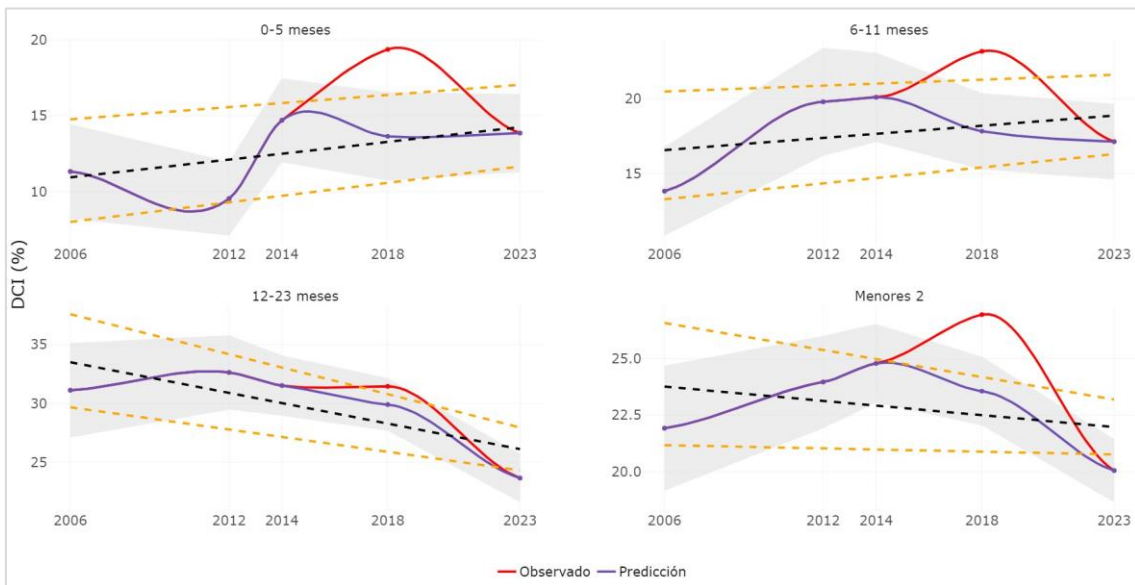 0-5 meses
20
15
10
2006 2012 2014 2018 2023
6-11 meses
20
15
2006 2012 2014 2018 2023
DCI (%)
12-23 meses
35
30
25
2006 2012 2014 2018 2023
Menores 2
25.0
22.5
20.0
2006 2012 2014 2018 2023
Observado Predicción